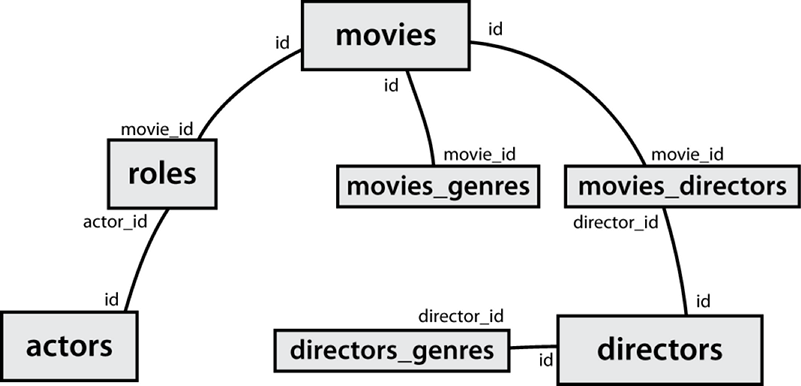 movies
id
id
id
movie_id
movie_id
movie_id
roles
movies_genres
movies_directors
actor_id
director_id
id
id
director_id
actors
directors_genres
id
directors